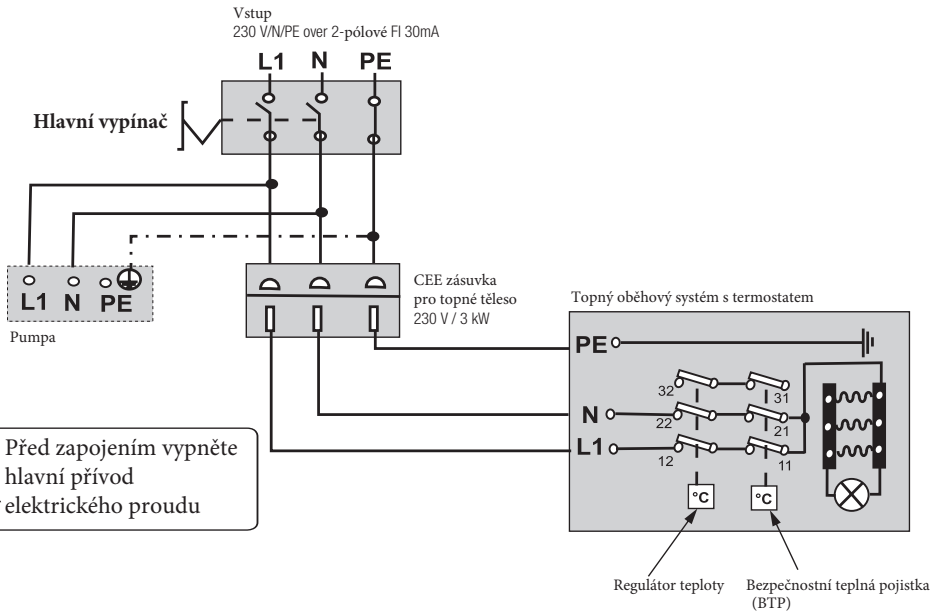 Vstup
230 V/N/PE over 2-pólové FI 30mA
L1 N PE
Hlavní vypínač
L1 N PE
Pumpa
CEE zásuvka
pro topné těleso
230 V / 3 kW
Topný oběhový systém s termostatem
PE
32 31
N
22 21
L1
12 11
°C °C
Před zapojením vypněte
hlavní přívod
elektrického proudu
Regulátor teploty
Bezpečnostní teplná pojistka
(BTP)